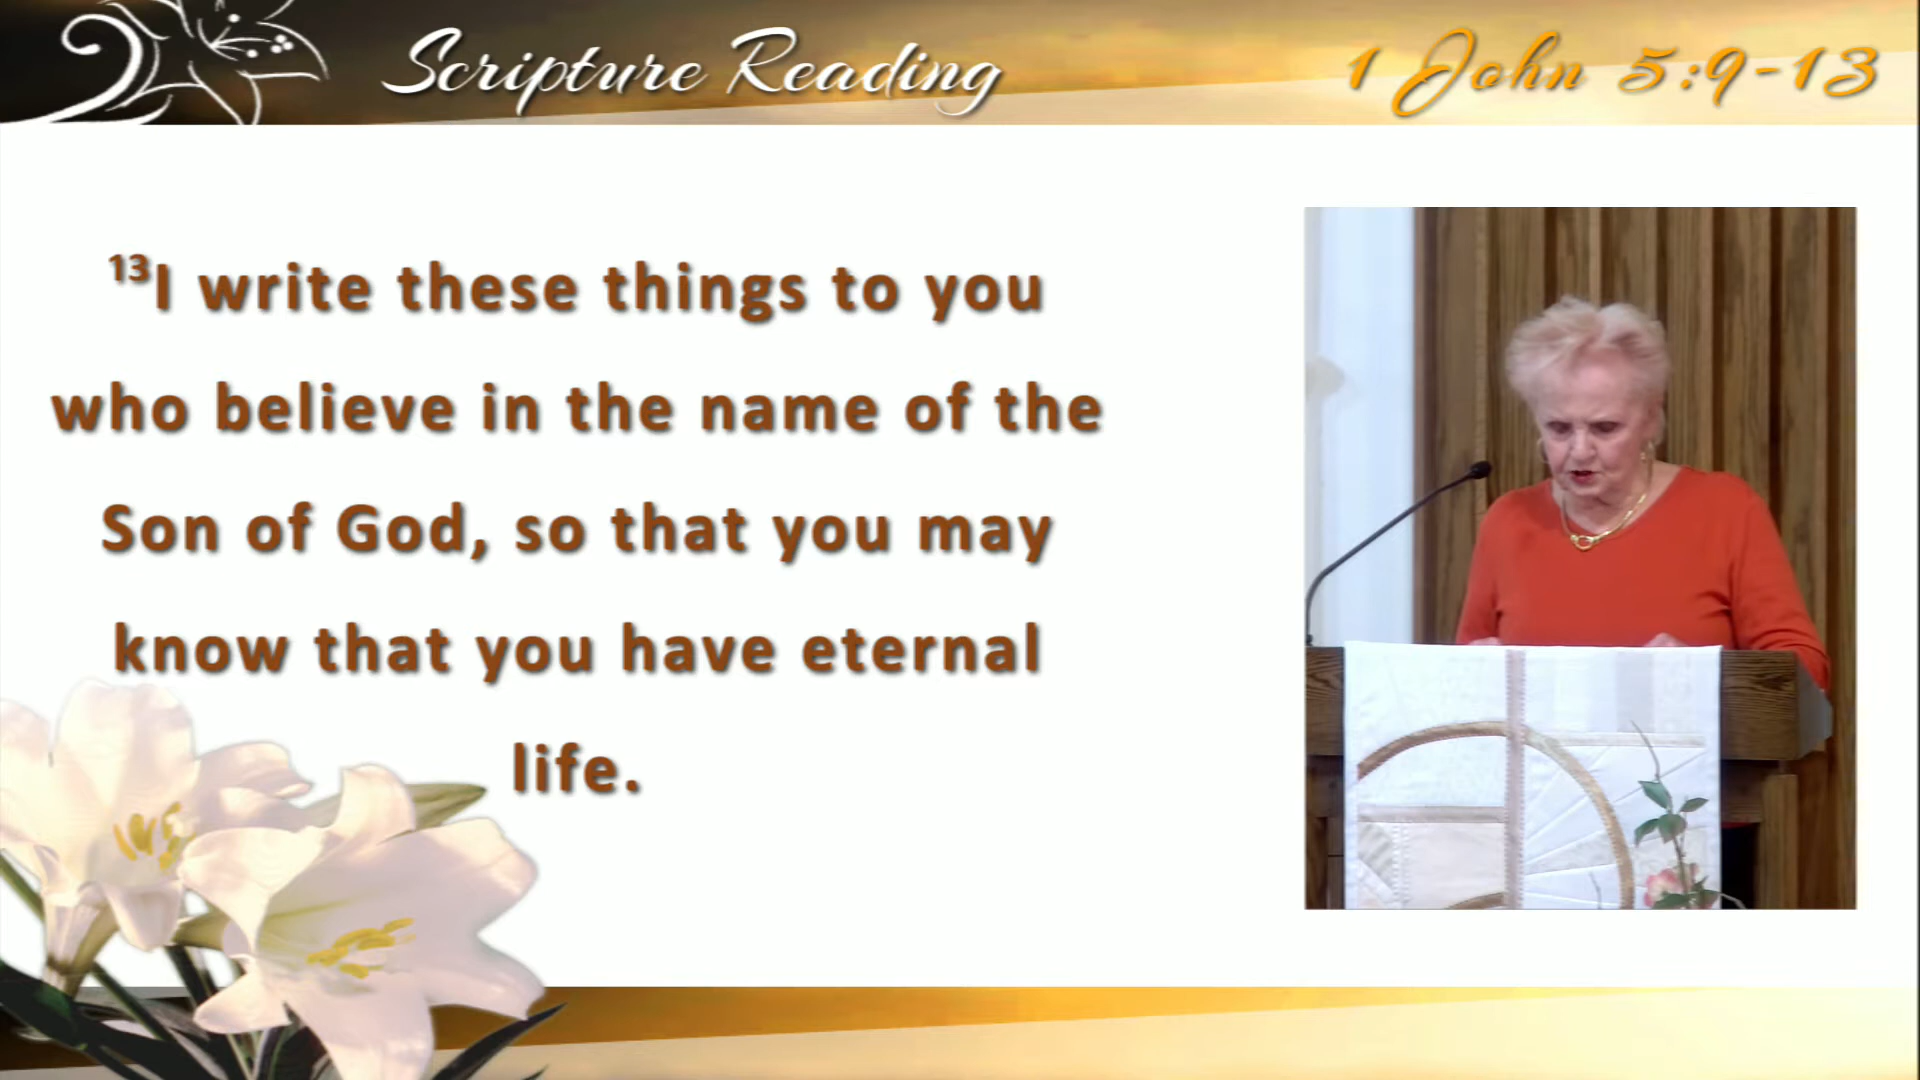 Scripture Reading
1 John 5:9-13
¹³I write these things to you
who believe in the name of the
Son of God, so that you may
know that you have eternal
life.